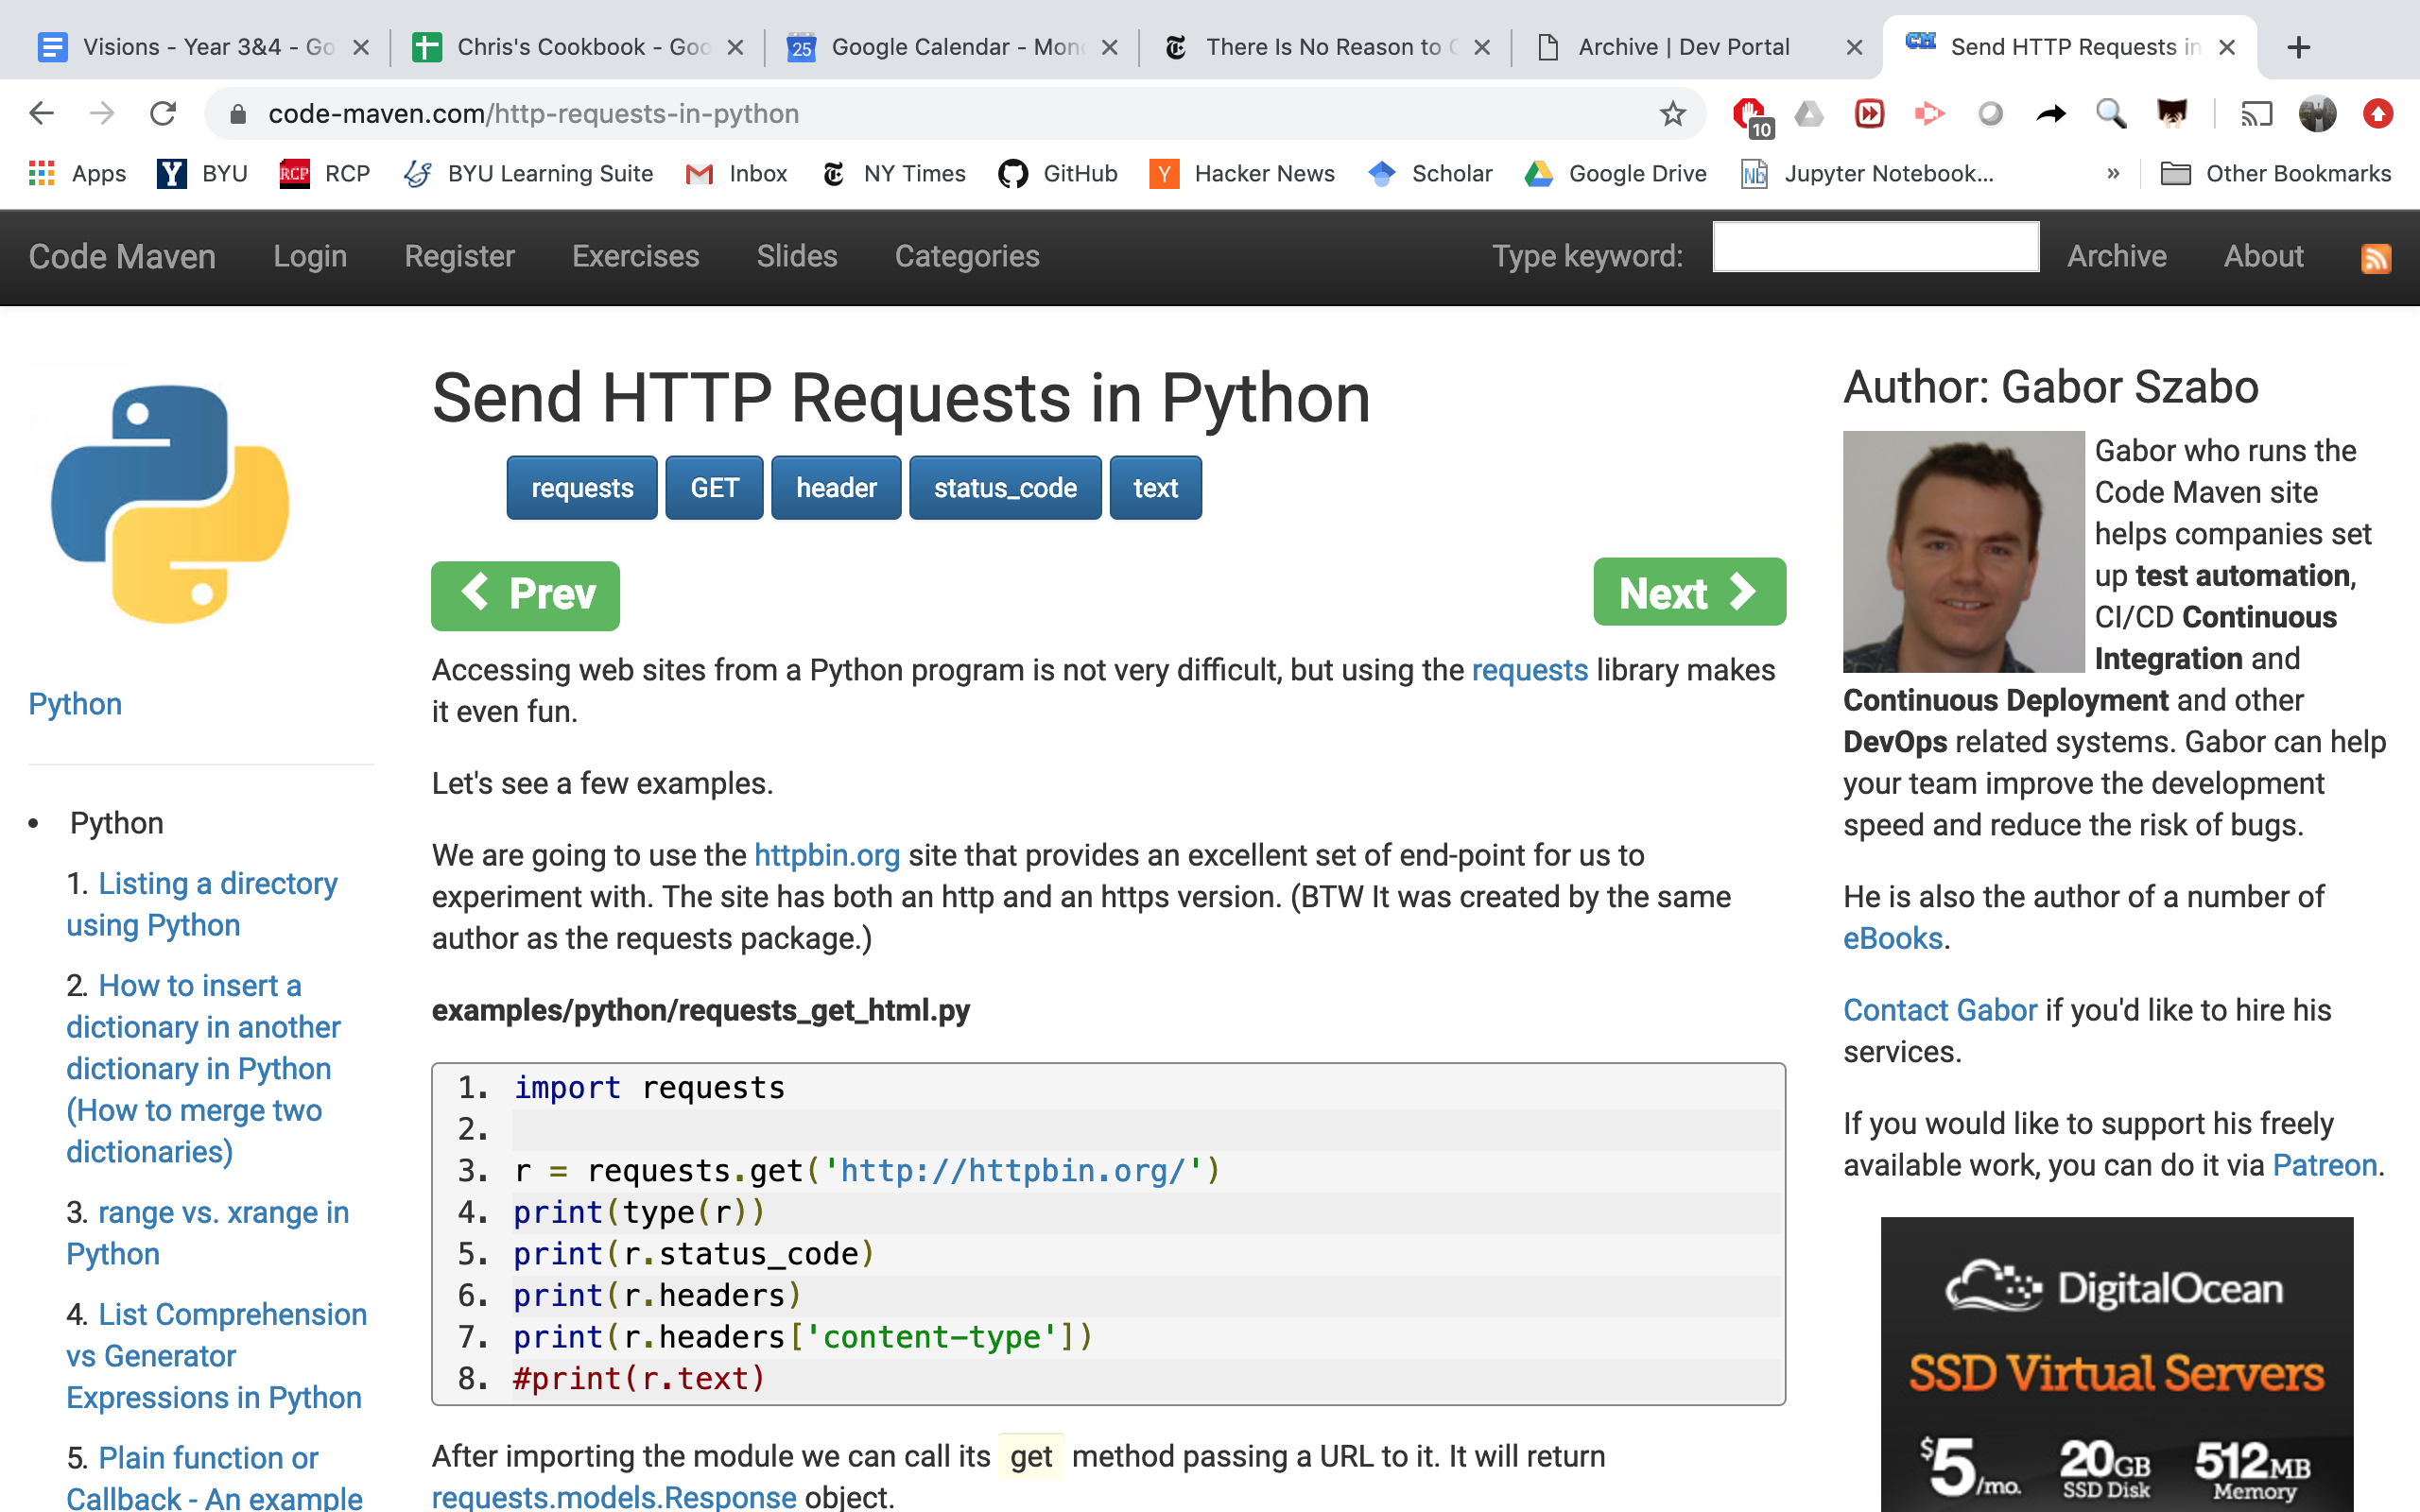 Visions - Year 3&4 - Go
Chris's Cookbook - Goo
25
Google Calendar - Mon
There Is No Reason to
Archive | Dev Portal
Send HTTP Requests in
code-maven.com/http-requests-in-python
10
Apps
BYU
RCP
RCP
BYU Learning Suite
Inbox
NY Times
GitHub
Hacker News
Scholar
Google Drive
Jupyter Notebook...
»
Other Bookmarks
Code Maven
Login
Register
Exercises
Slides
Categories
Type keyword:
Archive
About
Python
• Python
1. Listing a directory
using Python
2. How to insert a
dictionary in another
dictionary in Python
(How to merge two
dictionaries)
3. range vs. xrange in
Python
4. List Comprehension
vs Generator
Expressions in Python
5. Plain function or
Callback - An example
Send HTTP Requests in Python
requests
GET
header
status_code
text
Prev
Next
Accessing web sites from a Python program is not very difficult, but using the requests library makes
it even fun.
Let's see a few examples.
We are going to use the httpbin.org site that provides an excellent set of end-point for us to
experiment with. The site has both an http and an https version. (BTW It was created by the same
author as the requests package.)
examples/python/requests_get_html.py
1. import requests
2.
3. r = requests.get('http://httpbin.org/')
4. print(type(r))
5. print(r.status_code)
6. print(r.headers)
7. print(r.headers['content-type'])
8. #print(r.text)
After importing the module we can call its get method passing a URL to it. It will return
requests.models.Response object.
Author: Gabor Szabo
Gabor who runs the
Code Maven site
helps companies set
up test automation,
CI/CD Continuous
Integration and
Continuous Deployment and other
DevOps related systems. Gabor can help
your team improve the development
speed and reduce the risk of bugs.
He is also the author of a number of
eBooks.
Contact Gabor if you'd like to hire his
services.
If you would like to support his freely
available work, you can do it via Patreon.
DigitalOcean
SSD Virtual Servers
$5/mo.
20GB
SSD Disk
512MB
Memory